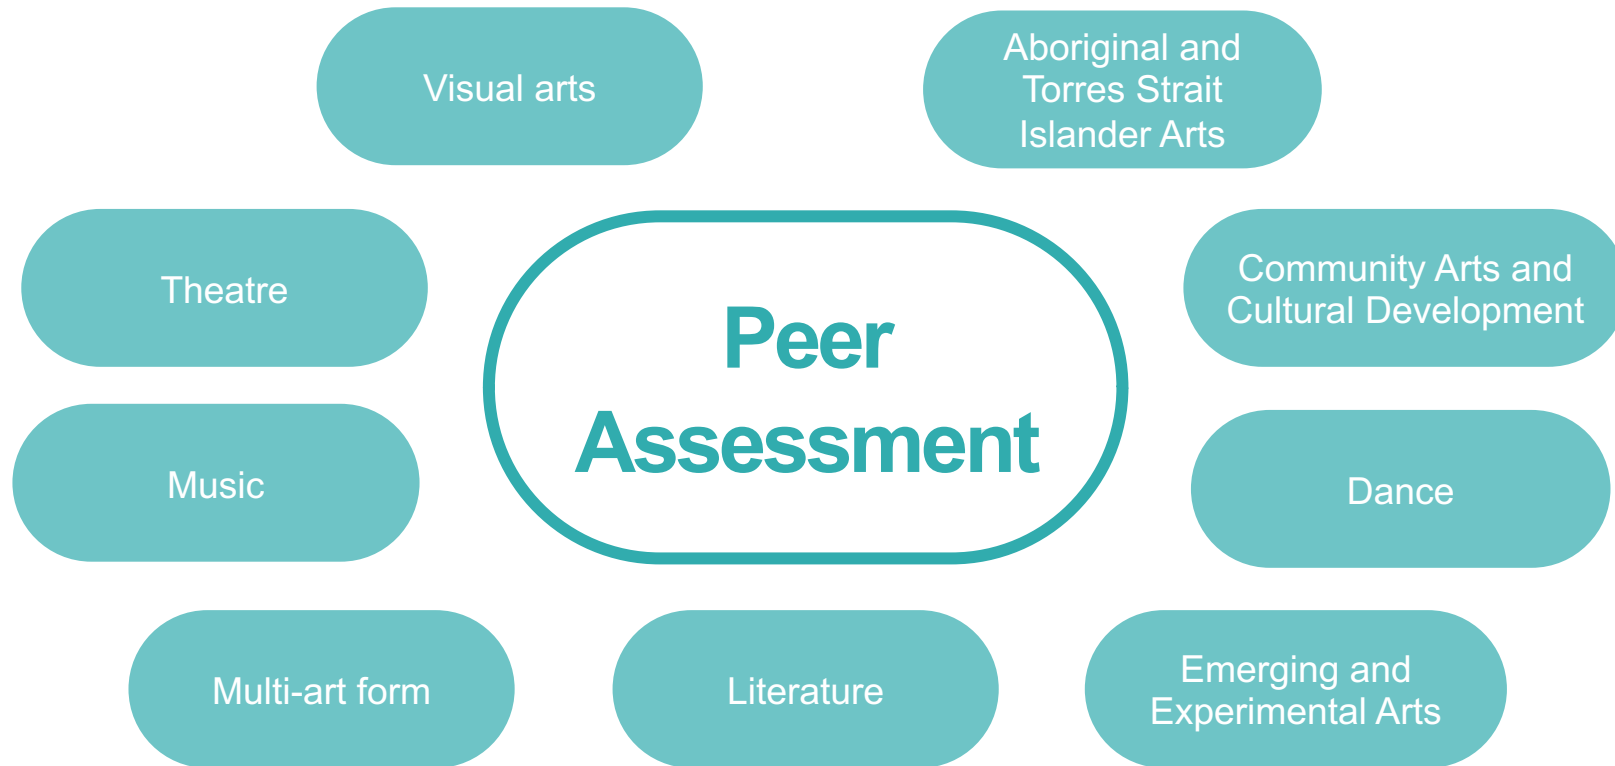 Visual arts
Aboriginal and
Torres Strait
Islander Arts
Theatre
Peer
Assessment
Community Arts and
Cultural Development
Music
Dance
Multi-art form
Literature
Emerging and
Experimental Arts